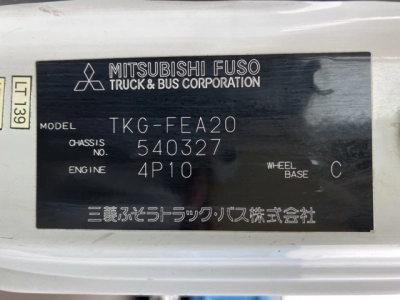 MITSUBISHI FUSO
TRUCK & BUS CORPORATION
LT 139
MODEL TKG-FEA20
CHASSIS NO. 540327
ENGINE 4P10 WHEEL BASE C
三菱ふそうトラック・バス株式会社